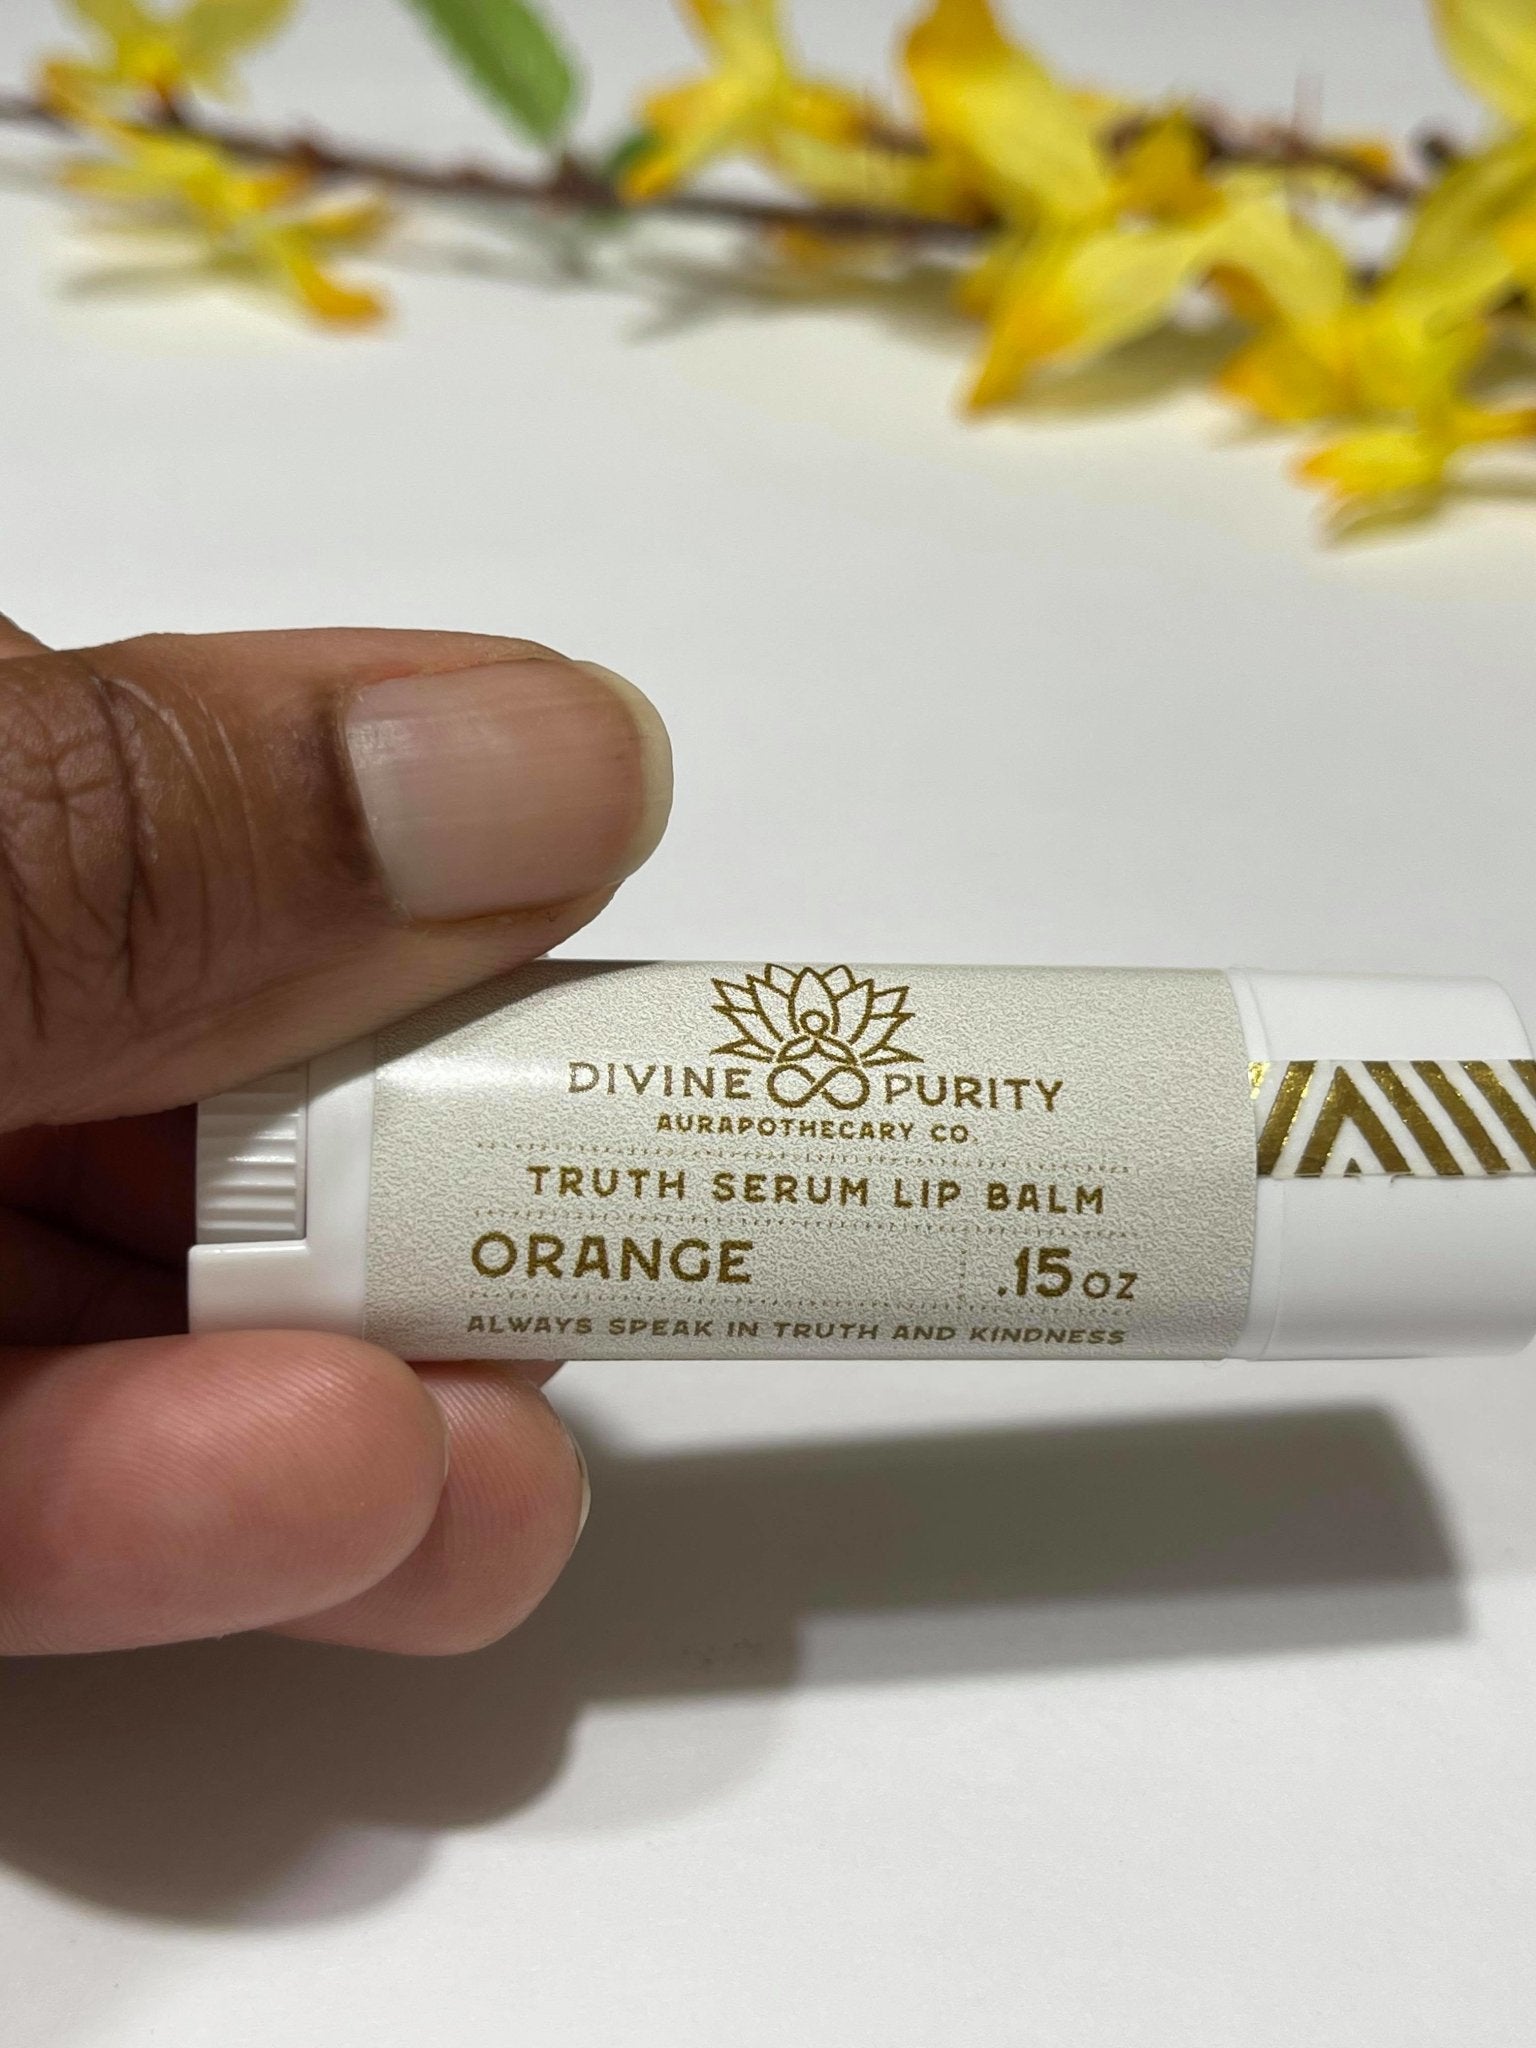 DIVINE PURITY
AURAPOTHECARY CO.
TRUTH SERUM LIP BALM
ORANGE .15 OZ
ALWAYS SPEAK IN TRUTH AND KINDNESS